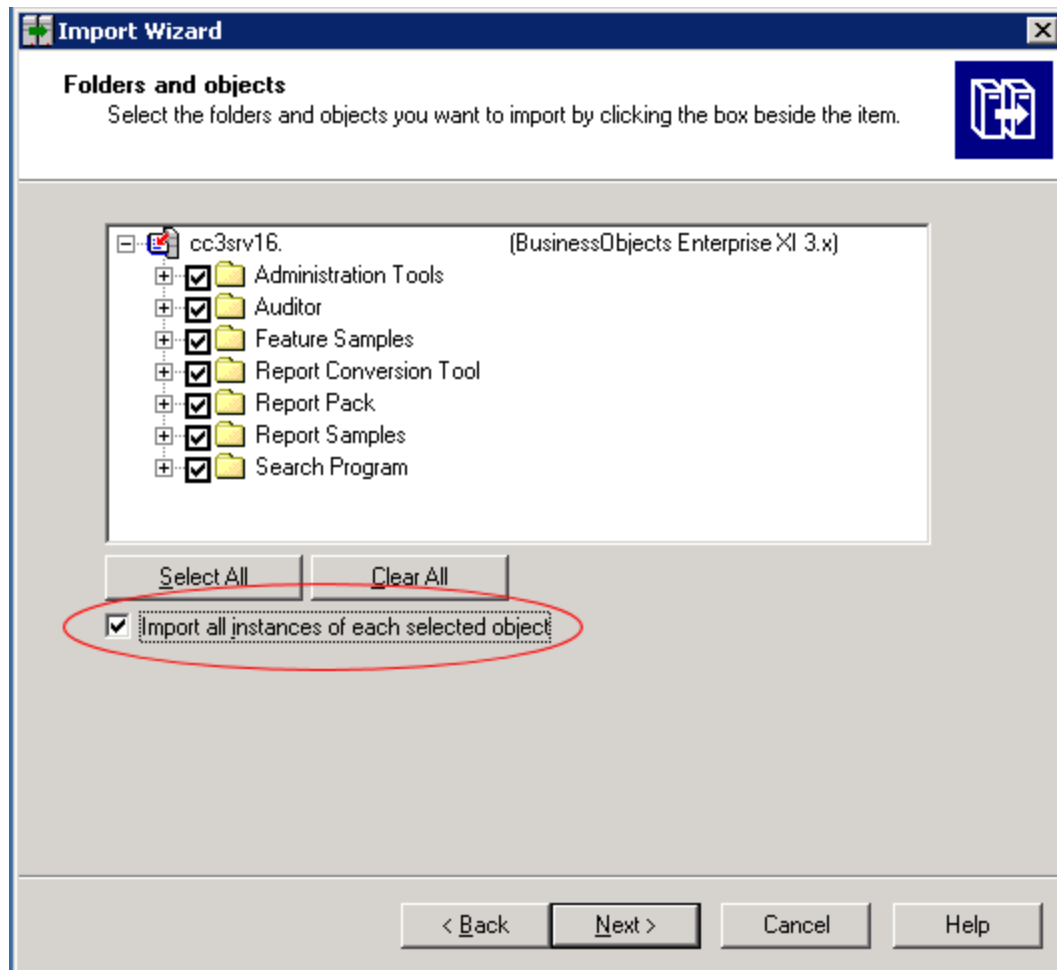 Import Wizard
Folders and objects
Select the folders and objects you want to import by clicking the box beside the item.
cc3srv16. (BusinessObjects Enterprise XI 3.x)
Administration Tools
Auditor
Feature Samples
Report Conversion Tool
Report Pack
Report Samples
Search Program
Select All Clear All
Import all instances of each selected object
< Back Next > Cancel Help